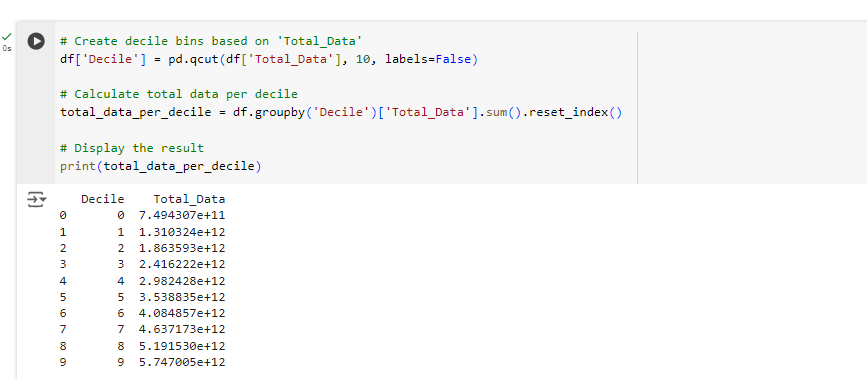 0s
# Create decile bins based on 'Total_Data'
df['Decile'] = pd.qcut(df['Total_Data'], 10, labels=False)
# Calculate total data per decile
total_data_per_decile = df.groupby('Decile')['Total_Data'].sum().reset_index()
# Display the result
print(total_data_per_decile)
Decile Total_Data
0 0 7.494307e+11
1 1 1.310324e+12
2 2 1.863593e+12
3 3 2.416222e+12
4 4 2.982428e+12
5 5 3.538835e+12
6 6 4.084857e+12
7 7 4.637173e+12
8 8 5.191530e+12
9 9 5.747005e+12